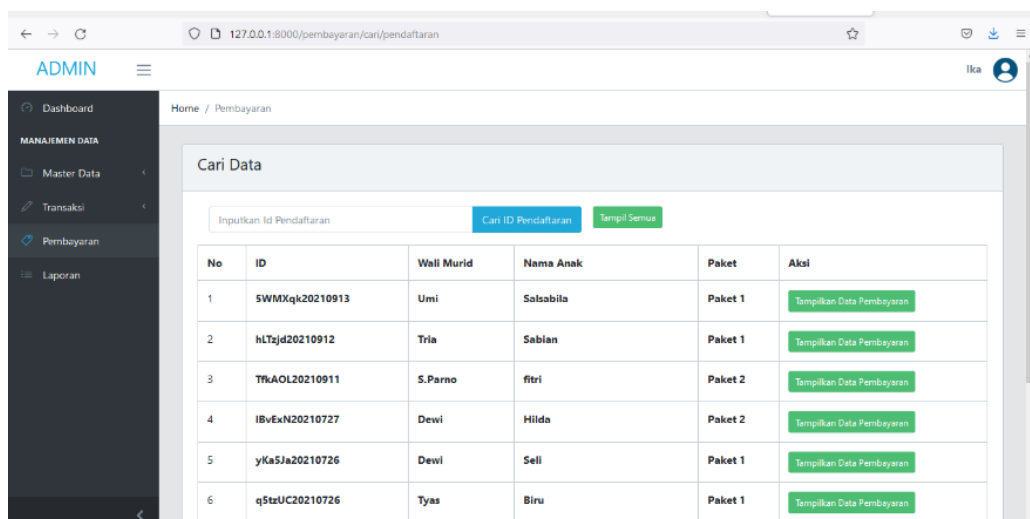 127.0.0.1:8000/pembayaran/cari/pendaftaran
ADMIN
Ika
Dashboard
Home / Pembayaran
MANAJEMEN DATA
Master Data
Transaksi
Pembayaran
Laporan
Cari Data
Inputkan Id Pendaftaran Cari ID Pendaftaran Tampil Semua
No ID Wali Murid Nama Anak Paket Aksi
1 5WMXqk20210913 Umi Salsabila Paket 1 Tampilkan Data Pembayaran
2 hLTzjd20210912 Tria Sabian Paket 1 Tampilkan Data Pembayaran
3 TfkAOL20210911 S.Parno fitri Paket 2 Tampilkan Data Pembayaran
4 IBvExN20210727 Dewi Hilda Paket 2 Tampilkan Data Pembayaran
5 yKa5Ja20210726 Dewi Seli Paket 1 Tampilkan Data Pembayaran
6 q5tzUC20210726 Tyas Biru Paket 1 Tampilkan Data Pembayaran